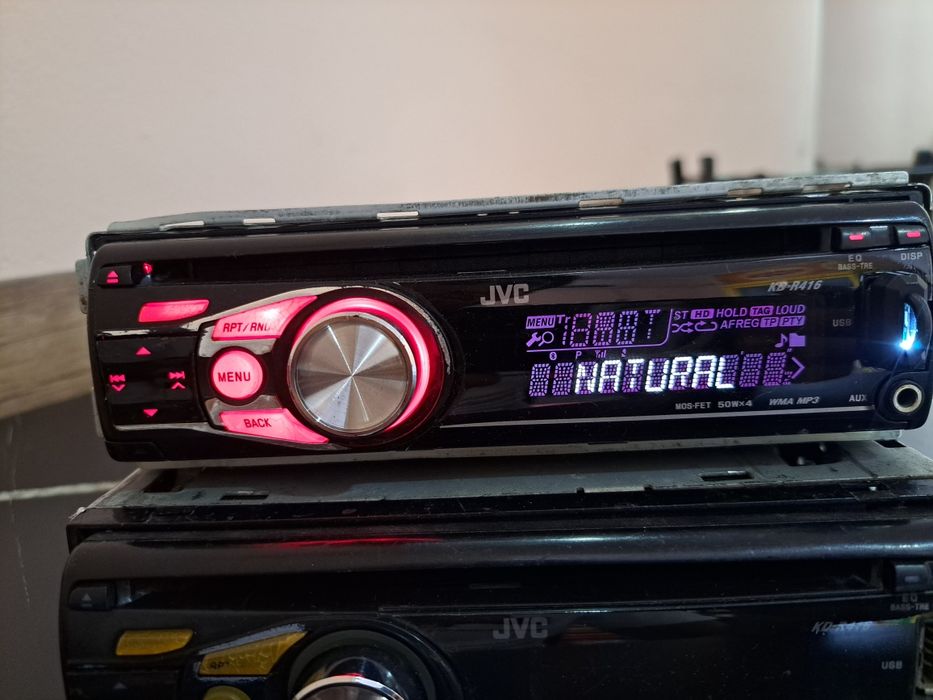 EQ
BASS-TRE
DISP
JVC
KD-R416
RPT/RND
MENU
BACK
MENU Tr
ST HD HOLD TAG LOUD
AF REG TP PTY
USB
NATURAL
MOS-FET 50W×4 WMA MP3
AUX
JVC
EQ
BASS-TRE
USB